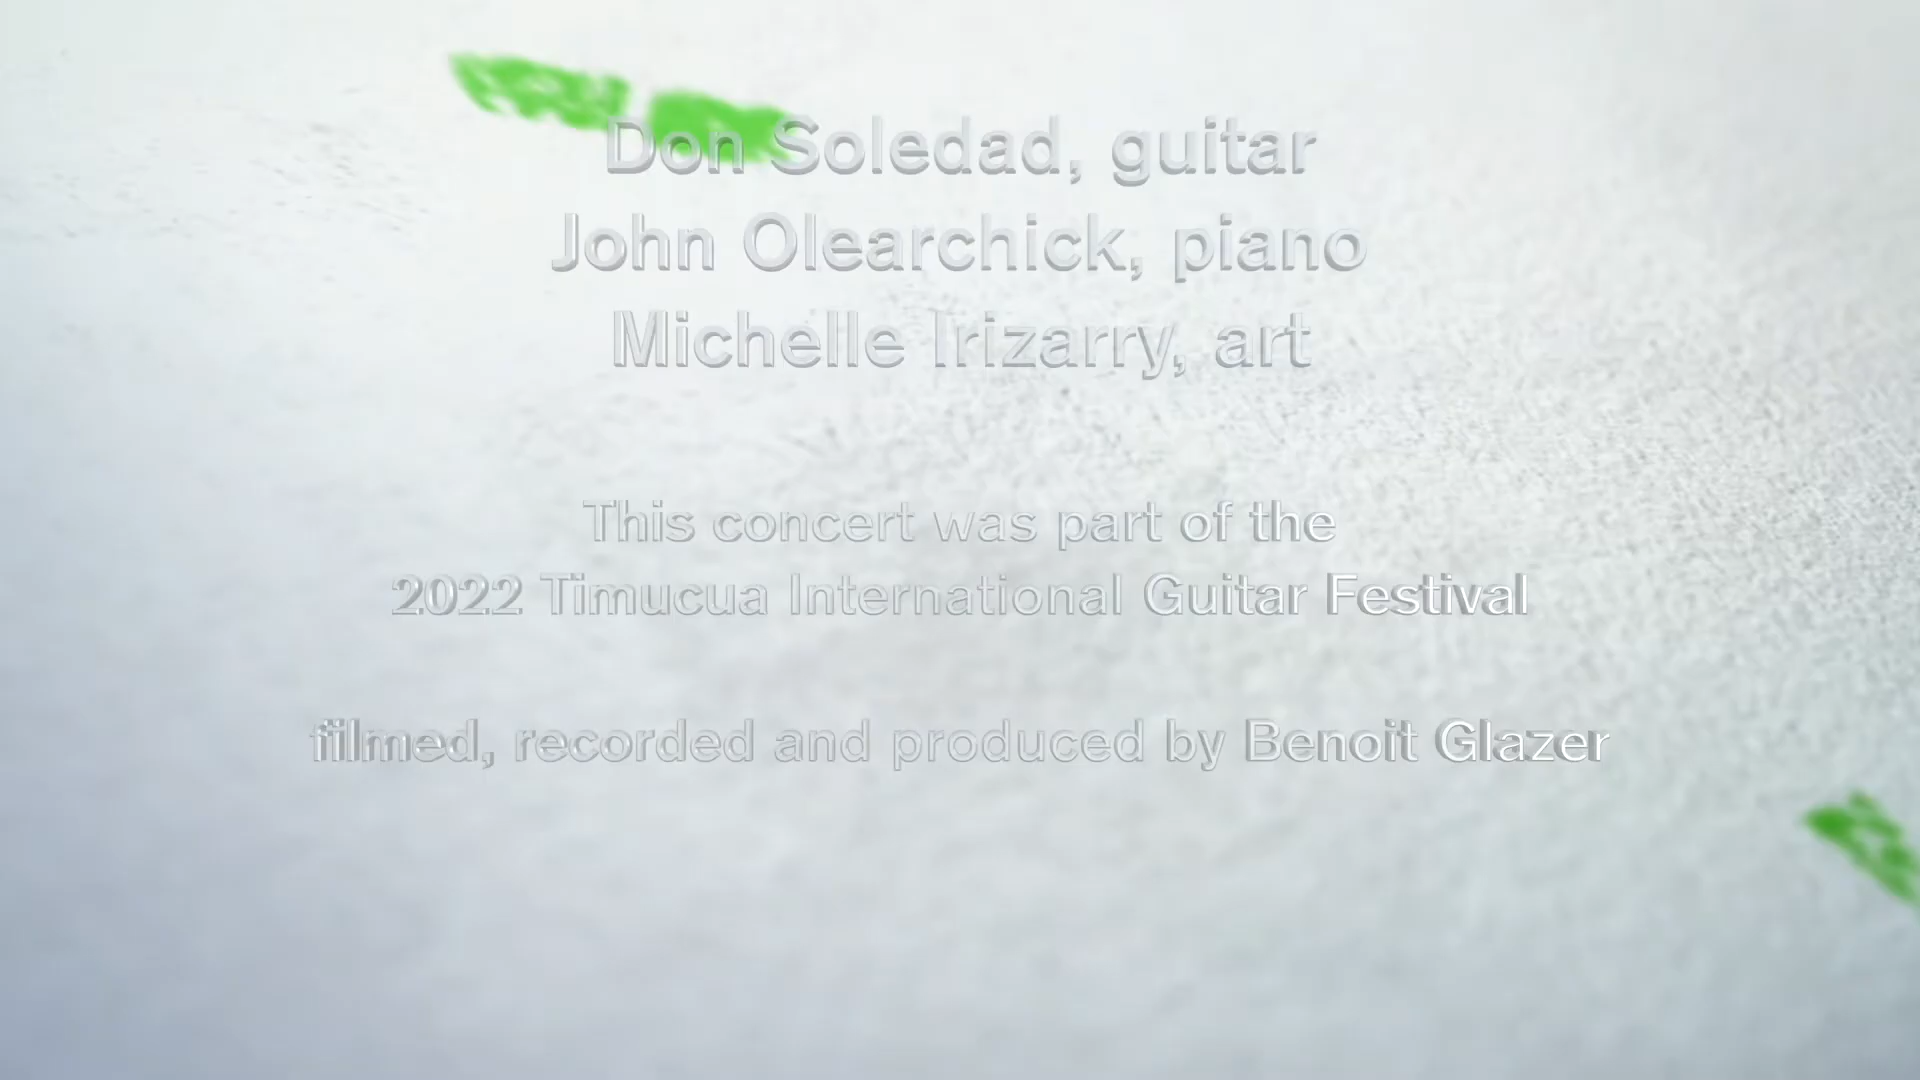 Don Soledad, guitar
John Olearchick, piano
Michelle Irizarry, art
This concert was part of the
2022 Timucua International Guitar Festival
filmed, recorded and produced by Benoit Glazer